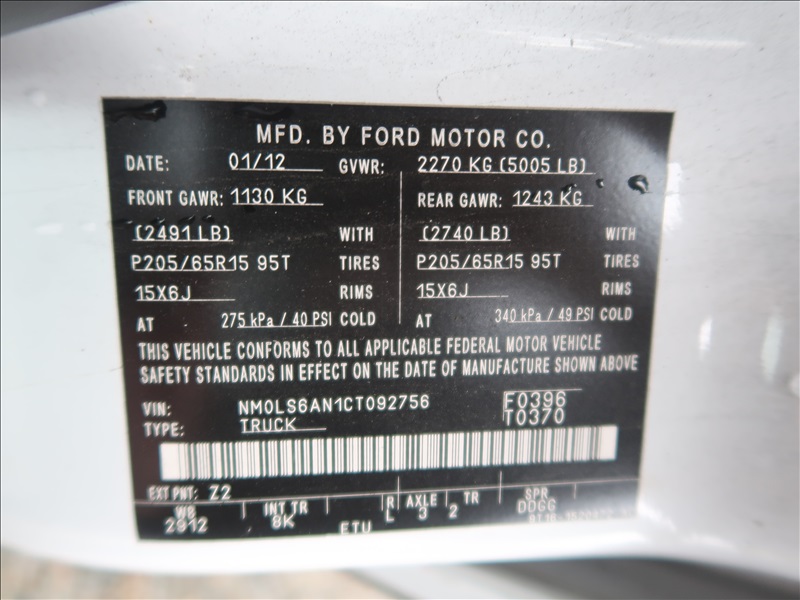 MFD. BY FORD MOTOR CO.
DATE: 01/12 GVWR: 2270 KG (5005 LB)
FRONT GAWR: 1130 KG REAR GAWR: 1243 KG
(2491 LB) WITH (2740 LB) WITH
P205/65R15 95T TIRES P205/65R15 95T TIRES
15X6J RIMS 15X6J RIMS
AT 275 kPa / 40 PSI COLD AT 340 kPa / 49 PSI COLD
THIS VEHICLE CONFORMS TO ALL APPLICABLE FEDERAL MOTOR VEHICLE
SAFETY STANDARDS IN EFFECT ON THE DATE OF MANUFACTURE SHOWN ABOVE
VIN: NM0LS6AN1CT092756 F0396
TYPE: TRUCK T0370
EXT PNT: Z2
WB INT TR R AXLE TR SPR
2912 8K L 3 2 DDGG
ETU